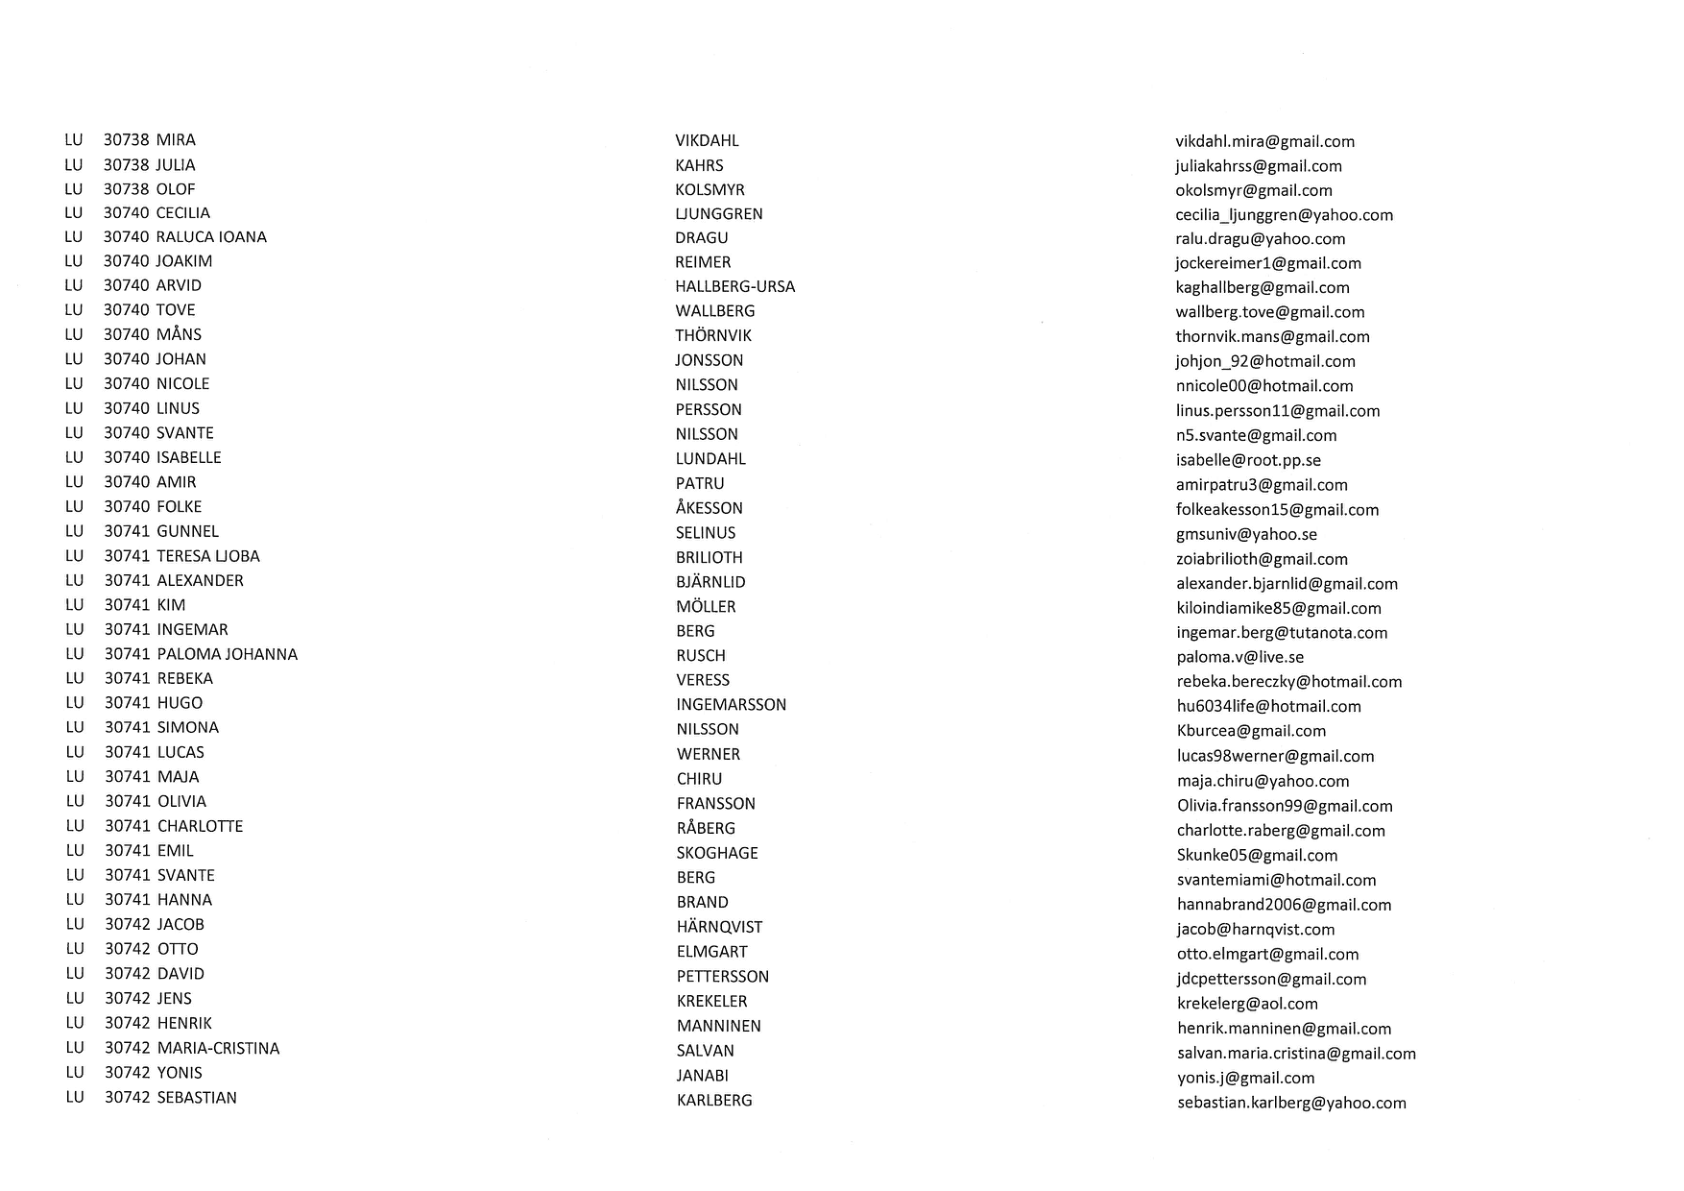 LU 30738 MIRA VIKDAHL vikdahl.mira@gmail.com
LU 30738 JULIA KAHRS juliakahrss@gmail.com
LU 30738 OLOF KOLSMYR okolsmyr@gmail.com
LU 30740 CECILIA LJUNGGREN cecilia_ljunggren@yahoo.com
LU 30740 RALUCA IOANA DRAGU ralu.dragu@yahoo.com
LU 30740 JOAKIM REIMER jockereimer1@gmail.com
LU 30740 ARVID HALLBERG-URSA kaghallberg@gmail.com
LU 30740 TOVE WALLBERG wallberg.tove@gmail.com
LU 30740 MÅNS THÖRNVIK thornvik.mans@gmail.com
LU 30740 JOHAN JONSSON johjon_92@hotmail.com
LU 30740 NICOLE NILSSON nnicole00@hotmail.com
LU 30740 LINUS PERSSON linus.persson11@gmail.com
LU 30740 SVANTE NILSSON n5.svante@gmail.com
LU 30740 ISABELLE LUNDAHL isabelle@root.pp.se
LU 30740 AMIR PATRU amirpatru3@gmail.com
LU 30740 FOLKE ÅKESSON folkeakesson15@gmail.com
LU 30741 GUNNEL SELINUS gmsuniv@yahoo.se
LU 30741 TERESA LJOBA BRILIOTH zoiabrilioth@gmail.com
LU 30741 ALEXANDER BJÄRNLID alexander.bjarnlid@gmail.com
LU 30741 KIM MÖLLER kiloindiamike85@gmail.com
LU 30741 INGEMAR BERG ingemar.berg@tutanota.com
LU 30741 PALOMA JOHANNA RUSCH paloma.v@live.se
LU 30741 REBEKA VERESS rebeka.bereczky@hotmail.com
LU 30741 HUGO INGEMARSSON hu6034life@hotmail.com
LU 30741 SIMONA NILSSON Kburcea@gmail.com
LU 30741 LUCAS WERNER lucas98werner@gmail.com
LU 30741 MAJA CHIRU maja.chiru@yahoo.com
LU 30741 OLIVIA FRANSSON Olivia.fransson99@gmail.com
LU 30741 CHARLOTTE RÅBERG charlotte.raberg@gmail.com
LU 30741 EMIL SKOGHAGE Skunke05@gmail.com
LU 30741 SVANTE BERG svantemiami@hotmail.com
LU 30741 HANNA BRAND hannabrand2006@gmail.com
LU 30742 JACOB HÄRNQVIST jacob@harnqvist.com
LU 30742 OTTO ELMGART otto.elmgart@gmail.com
LU 30742 DAVID PETTERSSON jdcpettersson@gmail.com
LU 30742 JENS KREKELER krekelerg@aol.com
LU 30742 HENRIK MANNINEN henrik.manninen@gmail.com
LU 30742 MARIA-CRISTINA SALVAN salvan.maria.cristina@gmail.com
LU 30742 YONIS JANABI yonis.j@gmail.com
LU 30742 SEBASTIAN KARLBERG sebastian.karlberg@yahoo.com